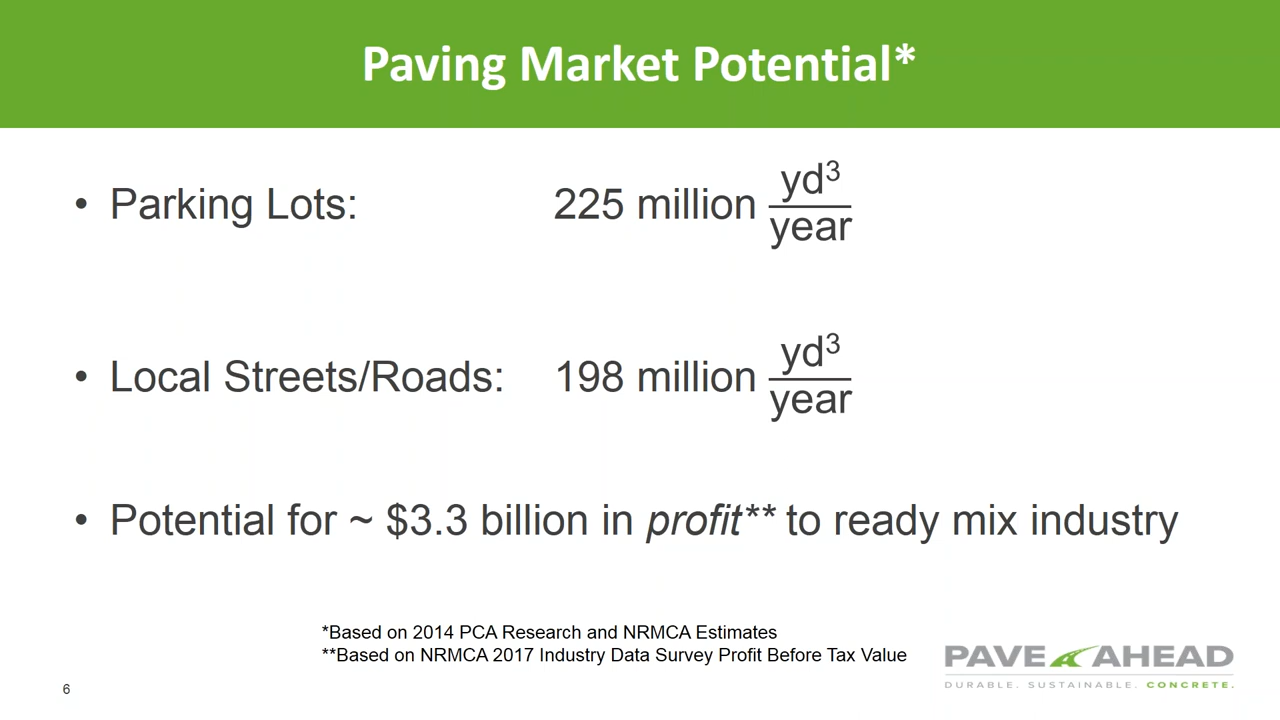 Paving Market Potential*
• Parking Lots: 225 million yd³/year
• Local Streets/Roads: 198 million yd³/year
• Potential for ~ $3.3 billion in profit** to ready mix industry
*Based on 2014 PCA Research and NRMCA Estimates
**Based on NRMCA 2017 Industry Data Survey Profit Before Tax Value
PAVE AHEAD
DURABLE. SUSTAINABLE. CONCRETE.
6